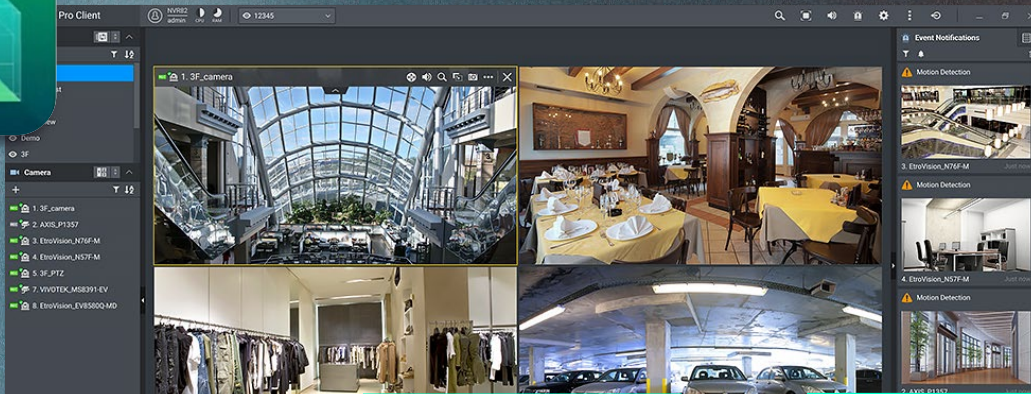 Pro Client
NVR82
admin
CPU
RAM
12345
Event Notifications
1. 3F_camera
Motion Detection
3. EtroVision_N76F-M
Motion Detection
4. EtroVision_N57F-M
Motion Detection
Demo
3F
Camera
1. 3F_camera
2. AXIS_P1357
3. EtroVision_N76F-M
4. EtroVision_N57F-M
5. 3F_PTZ
7. VIVOTEK_MS8391-EV
8. EtroVision_EV8580Q-MD
2. AXIS_P1357